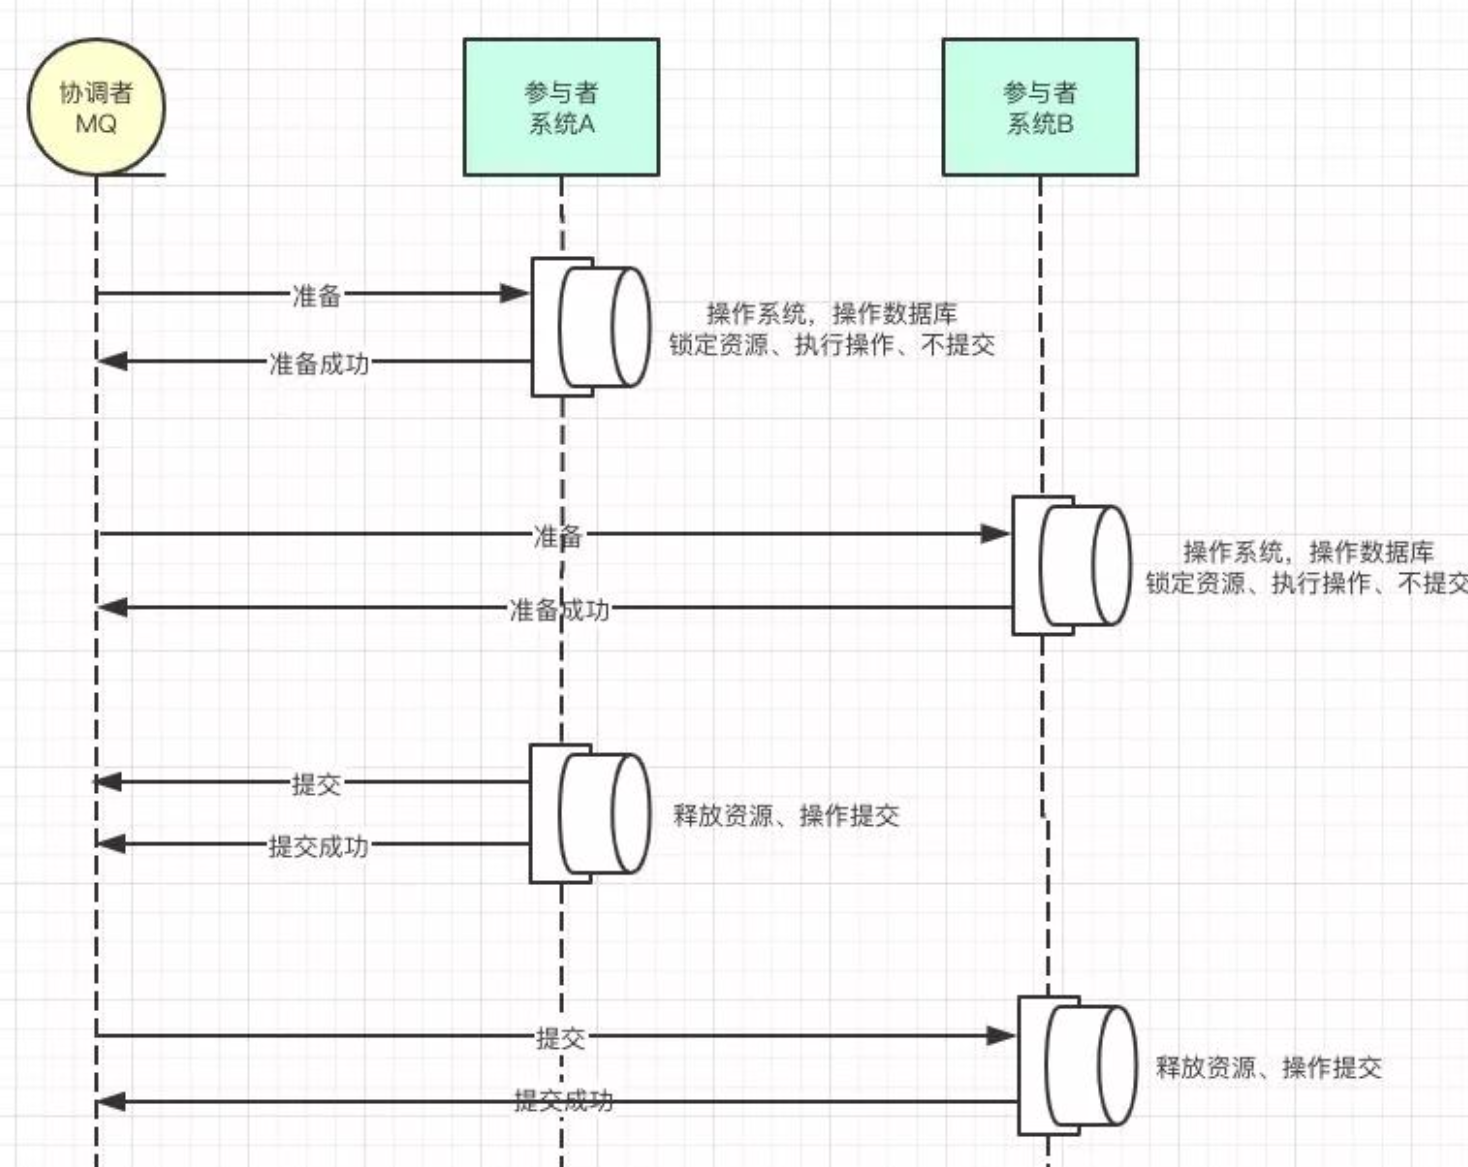 协调者
MQ
参与者
系统A
参与者
系统B
准备
操作系统，操作数据库
锁定资源、执行操作、不提交
准备成功
准备
操作系统，操作数据库
锁定资源、执行操作、不提交
准备成功
提交
释放资源、操作提交
提交成功
提交
释放资源、操作提交
提交成功